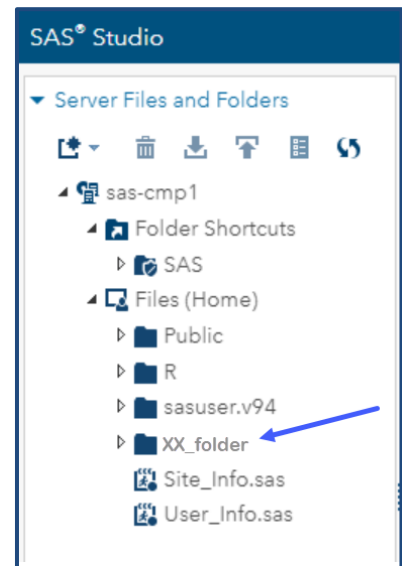 SAS® Studio
Server Files and Folders
sas-cmp1
Folder Shortcuts
SAS
Files (Home)
Public
R
sasuser.v94
XX_folder
Site_Info.sas
User_Info.sas